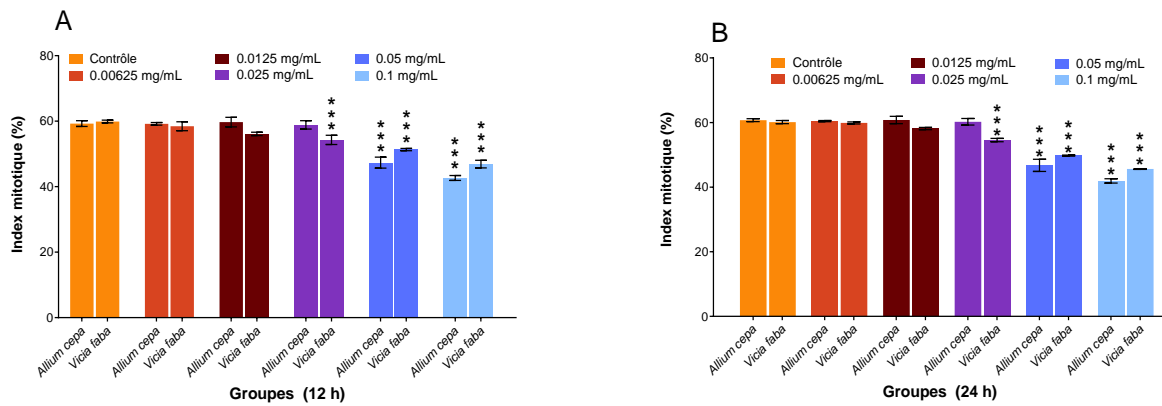 A
Contrôle
0.00625 mg/mL
0.0125 mg/mL
0.025 mg/mL
0.05 mg/mL
0.1 mg/mL
Index mitotique (%)
80
60
40
20
0
***
***
***
***
***
Allium cepa
Vicia faba
Allium cepa
Vicia faba
Allium cepa
Vicia faba
Allium cepa
Vicia faba
Allium cepa
Vicia faba
Allium cepa
Vicia faba
Groupes (12 h)
B
Contrôle
0.00625 mg/mL
0.0125 mg/mL
0.025 mg/mL
0.05 mg/mL
0.1 mg/mL
Index mitotique (%)
80
60
40
20
0
***
***
***
***
***
Allium cepa
Vicia faba
Allium cepa
Vicia faba
Allium cepa
Vicia faba
Allium cepa
Vicia faba
Allium cepa
Vicia faba
Allium cepa
Vicia faba
Groupes (24 h)